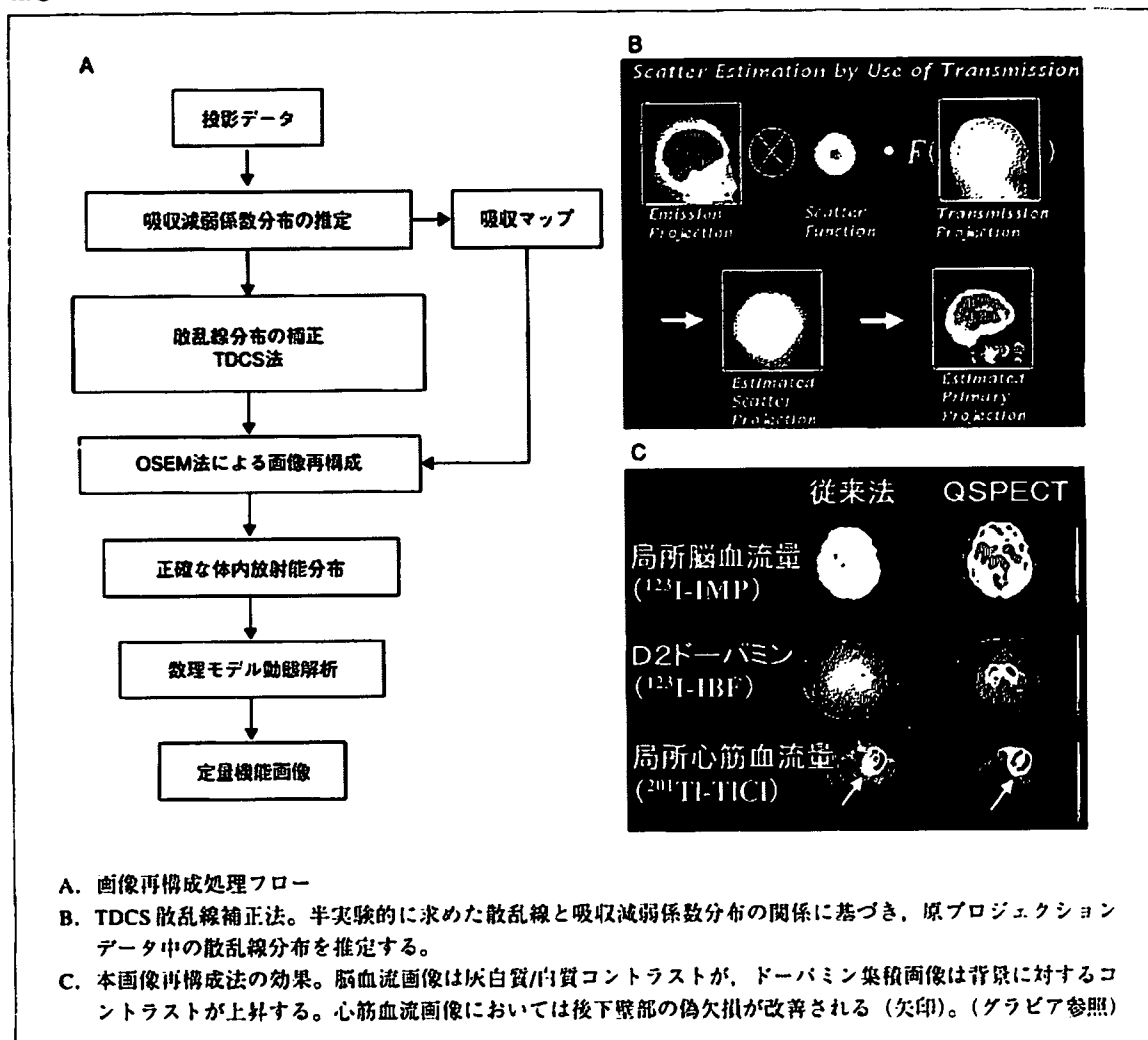 A
投影データ
吸収減弱係数分布の推定
吸収マップ
散乱線分布の補正
TDCS法
OSEM法による画像再構成
正確な体内放射能分布
数理モデル動態解析
定量機能画像
B
Scatter Estimation by Use of Transmission
F( )
Emission
Projection
Scatter
Function
Transmission
Projection
Estimated
Scatter
Projection
Estimated
Primary
Projection
C
従来法 QSPECT
局所脳血流量
(¹²³I-IMP)
D2ドーパミン
(¹²³I-IBF)
局所心筋血流量
(²⁰¹Tl-TlCl)
A. 画像再構成処理フロー
B. TDCS 散乱線補正法。半実験的に求めた散乱線と吸収減弱係数分布の関係に基づき，原プロジェクション
データ中の散乱線分布を推定する。
C. 本画像再構成法の効果。脳血流画像は灰白質/白質コントラストが，ドーパミン集積画像は背景に対するコ
ントラストが上昇する。心筋血流画像においては後下壁部の偽欠損が改善される（矢印）。(グラビア参照）